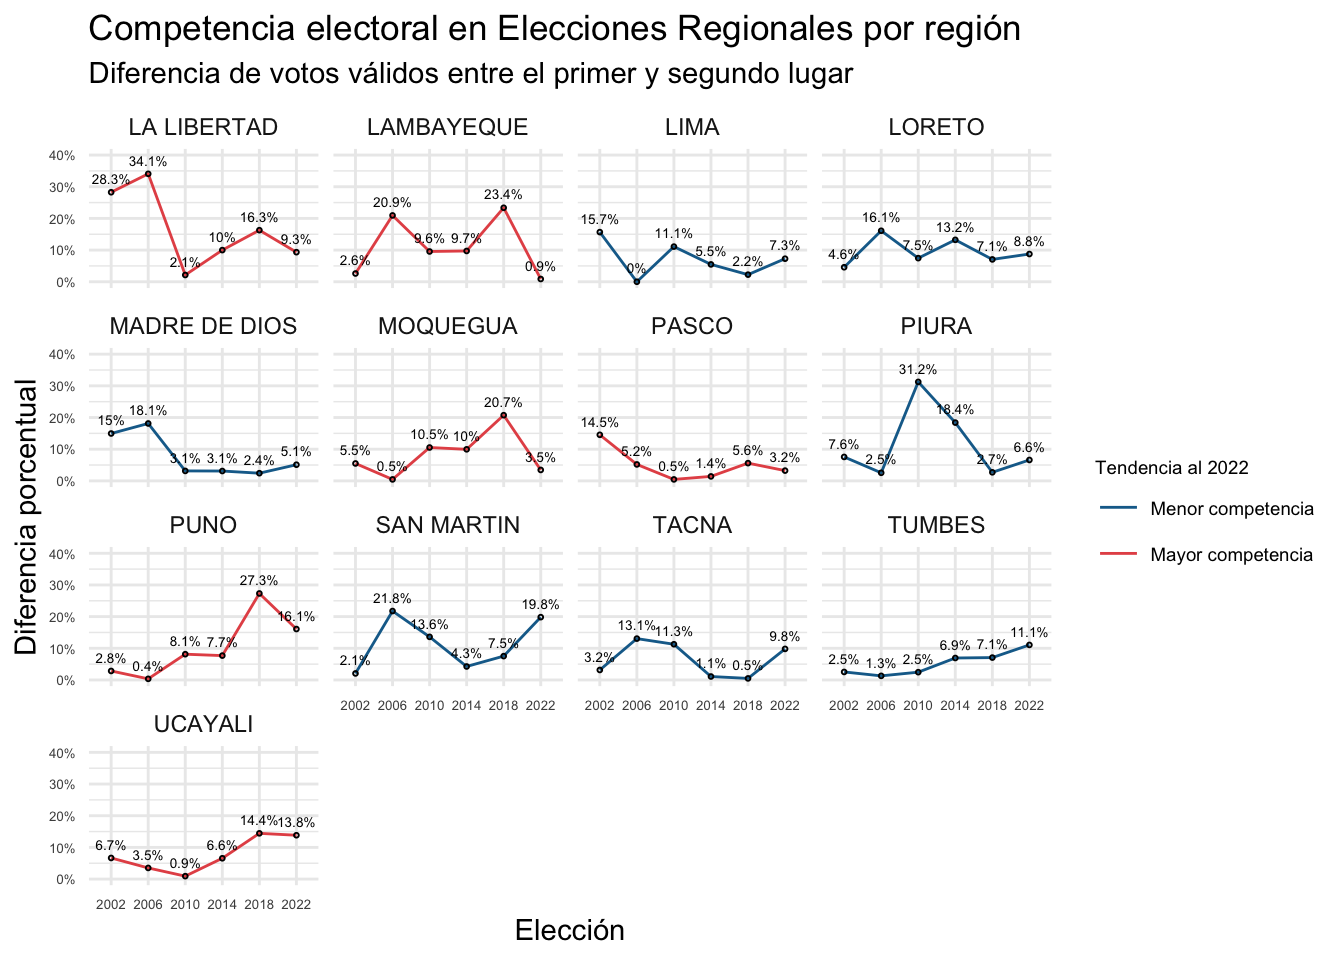 Competencia electoral en Elecciones Regionales por región
Diferencia de votos válidos entre el primer y segundo lugar
LA LIBERTAD
LAMBAYEQUE
LIMA
LORETO
40%
30%
20%
10%
0%
28.3% 34.1% 2.1% 10% 16.3% 9.3%
2.6% 20.9% 9.6% 9.7% 23.4% 0.9%
15.7% 0% 11.1% 5.5% 2.2% 7.3%
4.6% 16.1% 7.5% 13.2% 7.1% 8.8%
MADRE DE DIOS
MOQUEGUA
PASCO
PIURA
40%
30%
20%
10%
0%
15% 18.1% 3.1% 3.1% 2.4% 5.1%
5.5% 0.5% 10.5% 10% 20.7% 3.5%
14.5% 5.2% 0.5% 1.4% 5.6% 3.2%
7.6% 2.5% 31.2% 18.4% 2.7% 6.6%
PUNO
SAN MARTIN
TACNA
TUMBES
40%
30%
20%
10%
0%
2.8% 0.4% 8.1% 7.7% 27.3% 16.1%
2.1% 21.8% 13.6% 4.3% 7.5% 19.8%
3.2% 13.1% 11.3% 1.1% 0.5% 9.8%
2.5% 1.3% 2.5% 6.9% 7.1% 11.1%
2002 2006 2010 2014 2018 2022
2002 2006 2010 2014 2018 2022
2002 2006 2010 2014 2018 2022
UCAYALI
40%
30%
20%
10%
0%
6.7% 3.5% 0.9% 6.6% 14.4% 13.8%
2002 2006 2010 2014 2018 2022
Diferencia porcentual
Elección
Tendencia al 2022
Menor competencia
Mayor competencia